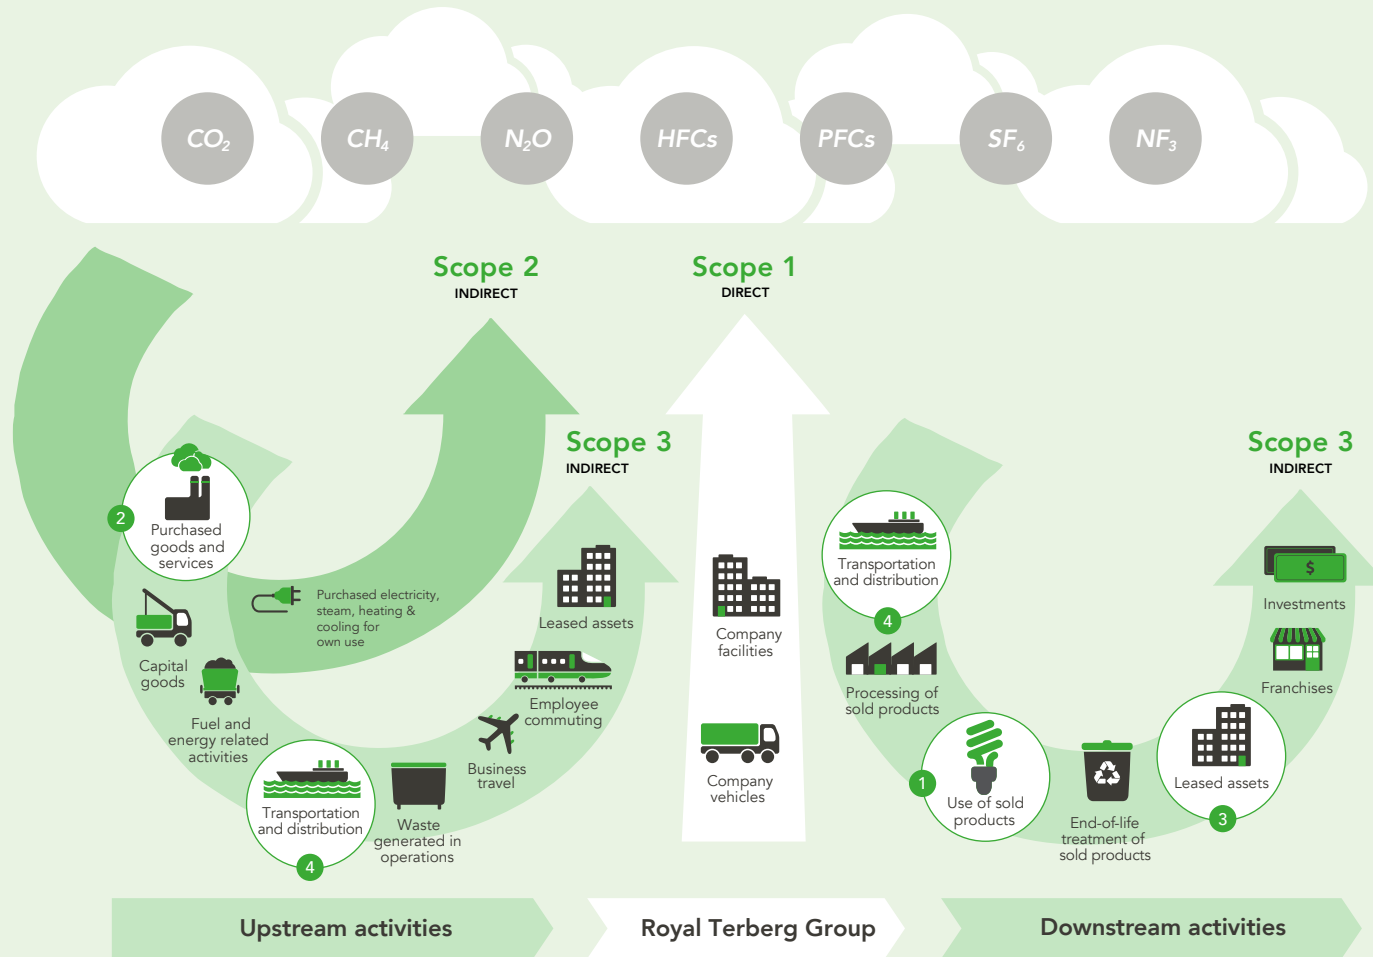 CO₂
CH₄
N₂O
HFCs
PFCs
SF₆
NF₃
Scope 2
INDIRECT
Scope 1
DIRECT
Scope 3
INDIRECT
Scope 3
INDIRECT
2
Purchased
goods and
services
Capital
goods
Fuel and
energy related
activities
Purchased electricity,
steam, heating &
cooling for
own use
Transportation
and distribution
4
Waste
generated in
operations
Business
travel
Employee
commuting
Leased assets
Company
facilities
Company
vehicles
Transportation
and distribution
4
Processing of
sold products
1
Use of sold
products
End-of-life
treatment of
sold products
Leased assets
3
Franchises
$
Investments
Upstream activities
Royal Terberg Group
Downstream activities